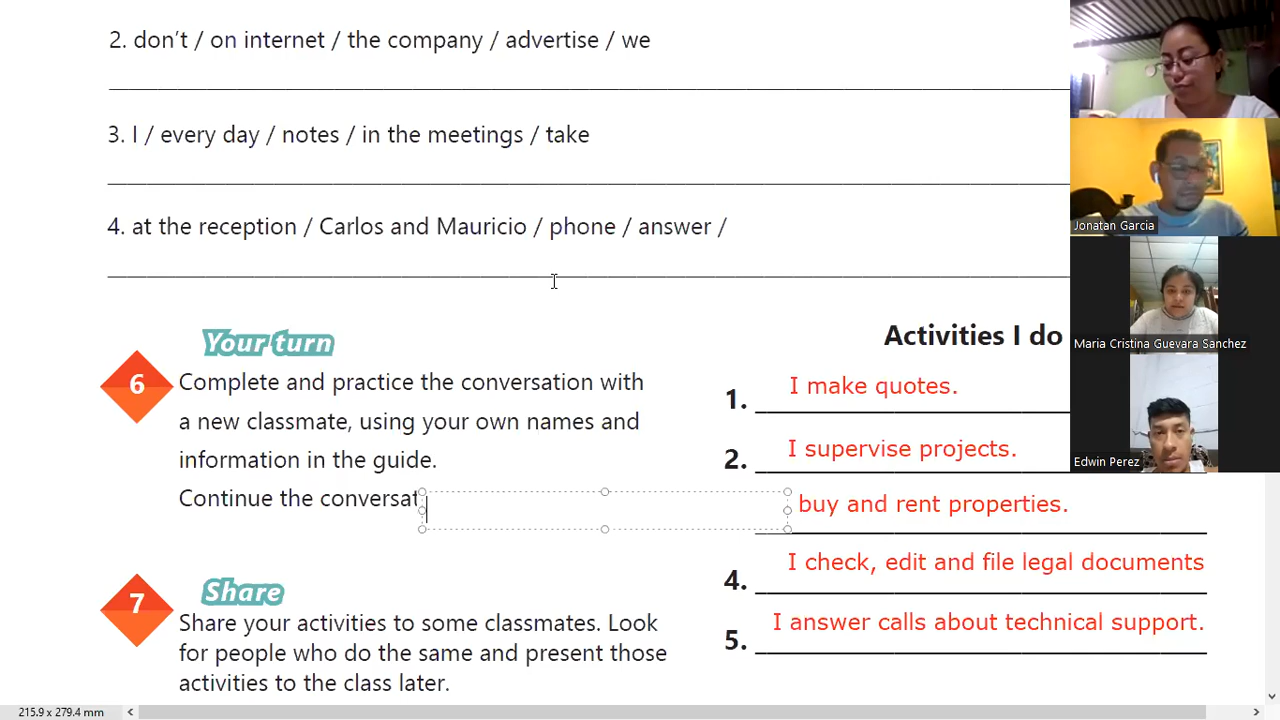 2. don't / on internet / the company / advertise / we
3. I / every day / notes / in the meetings / take
4. at the reception / Carlos and Mauricio / phone / answer /
Your turn
6
Complete and practice the conversation with
a new classmate, using your own names and
information in the guide.
Continue the conversat
7
Share
Share your activities to some classmates. Look
for people who do the same and present those
activities to the class later.
Activities I do
1. I make quotes.
2. I supervise projects.
buy and rent properties.
4. I check, edit and file legal documents
5. I answer calls about technical support.
Jonatan Garcia
Maria Cristina Guevara Sanchez
Edwin Perez
215.9 x 279.4 mm